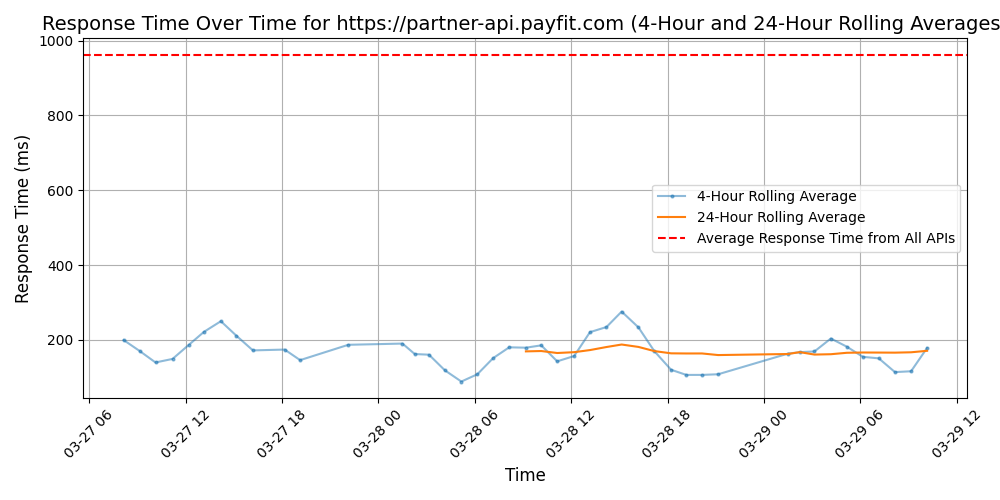 Response Time Over Time for https://partner-api.payfit.com (4-Hour and 24-Hour Rolling Averages
1000
800
600
400
200
Response Time (ms)
4-Hour Rolling Average
24-Hour Rolling Average
Average Response Time from All APIs
03-27 06
03-27 12
03-27 18
03-28 00
03-28 06
03-28 12
03-28 18
03-29 00
03-29 06
03-29 12
Time